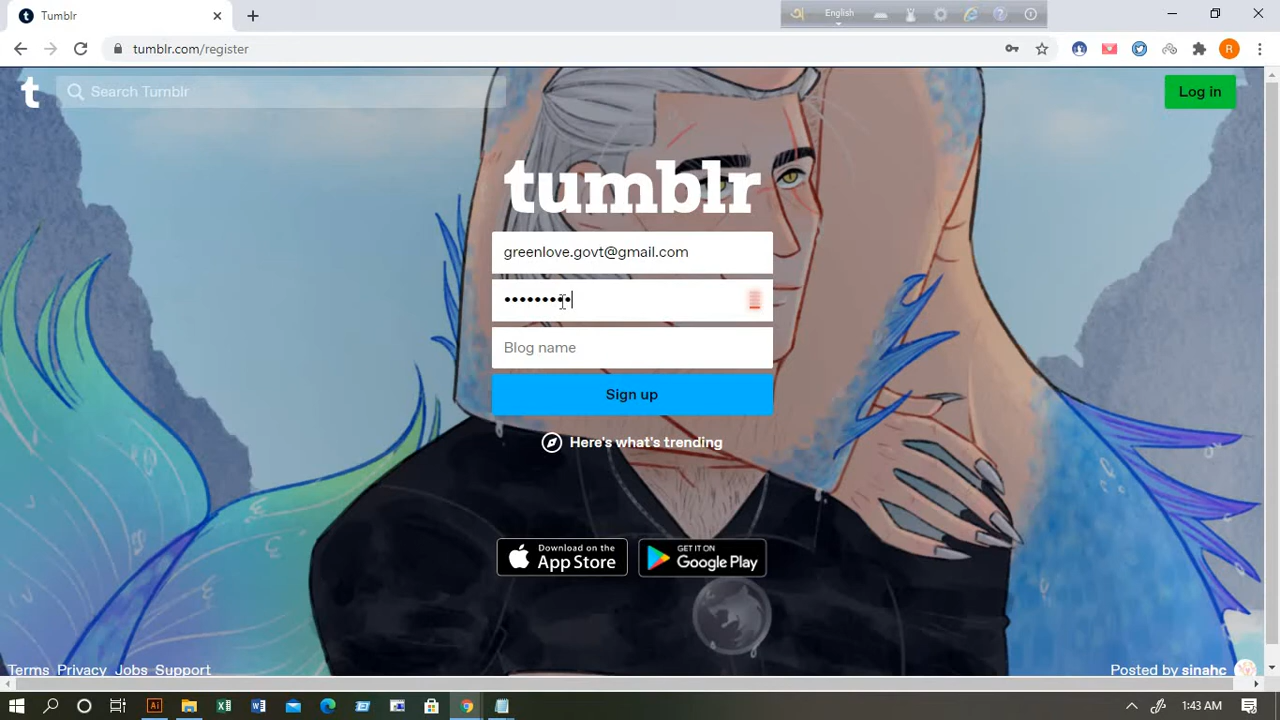 Tumblr
English
tumblr.com/register
R
t
Search Tumblr
Log in
tumblr
greenlove.govt@gmail.com
•••••••••
Blog name
Sign up
Here's what's trending
Download on the
App Store
GET IT ON
Google Play
Terms Privacy Jobs Support
Posted by sinahc
1:43 AM